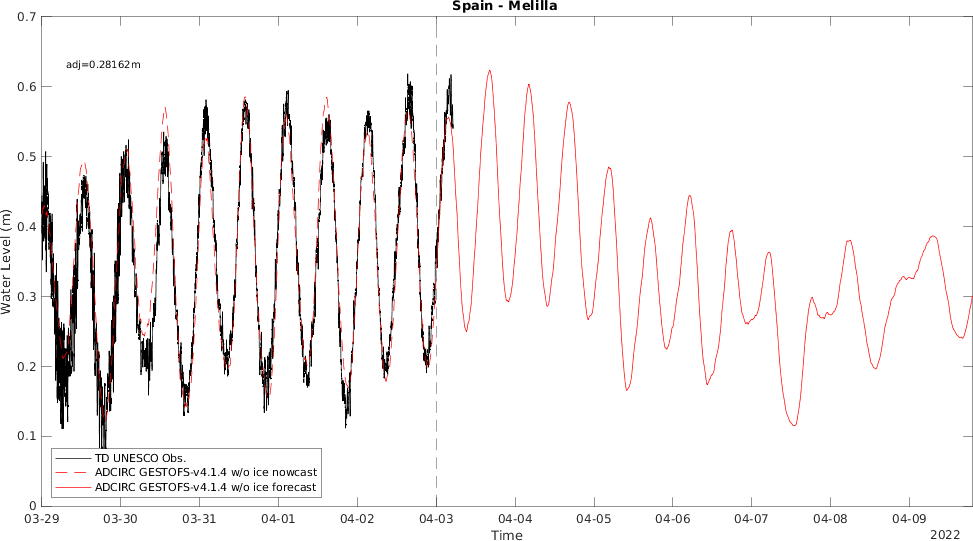 Spain - Melilla
0.7
adj=0.28162m
0.6
0.5
0.4
Water Level (m)
0.3
0.2
0.1
TD UNESCO Obs.
ADCIRC GESTOFS-v4.1.4 w/o ice nowcast
ADCIRC GESTOFS-v4.1.4 w/o ice forecast
0
03-29 03-30 03-31 04-01 04-02 04-03 04-04 04-05 04-06 04-07 04-08 04-09
Time
2022